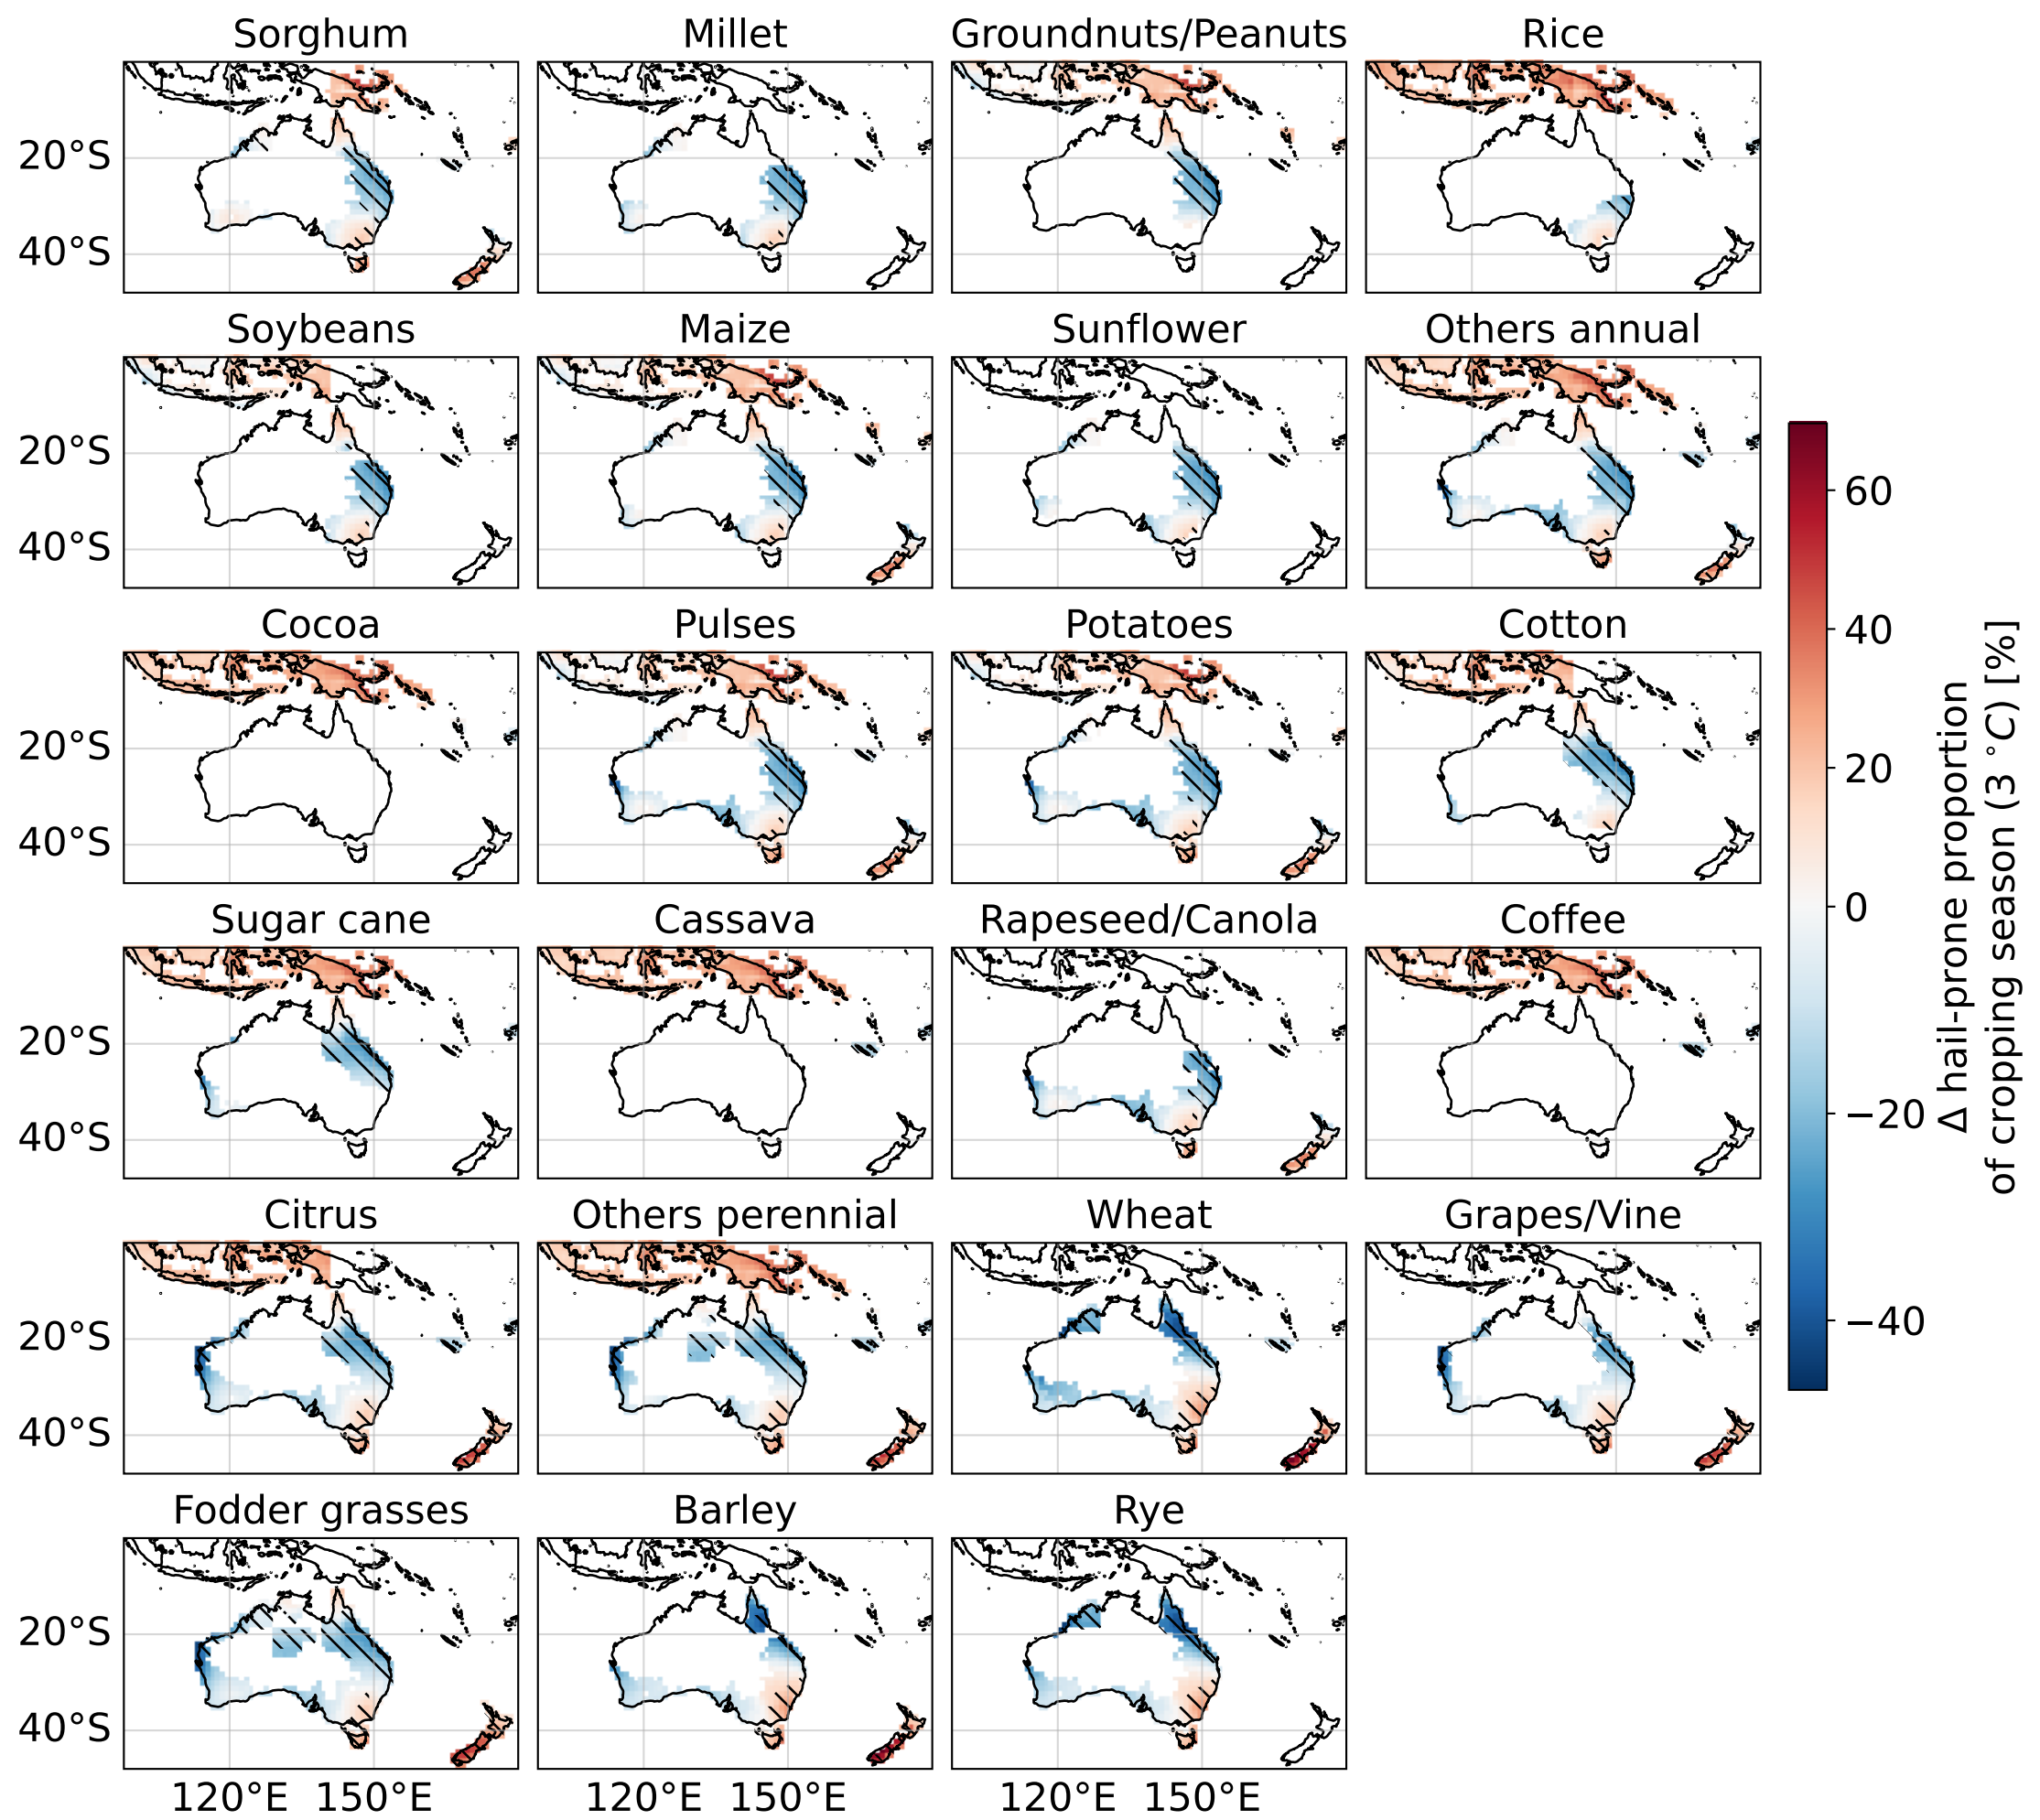 Sorghum Millet Groundnuts/Peanuts Rice
20°S
40°S
Soybeans Maize Sunflower Others annual
20°S
40°S
Cocoa Pulses Potatoes Cotton
20°S
40°S
Sugar cane Cassava Rapeseed/Canola Coffee
20°S
40°S
Citrus Others perennial Wheat Grapes/Vine
20°S
40°S
Fodder grasses Barley Rye
20°S
40°S
120°E 150°E 120°E 150°E 120°E 150°E
60
40
20
0
−20
−40
Δ hail-prone proportion
of cropping season (3 °C) [%]